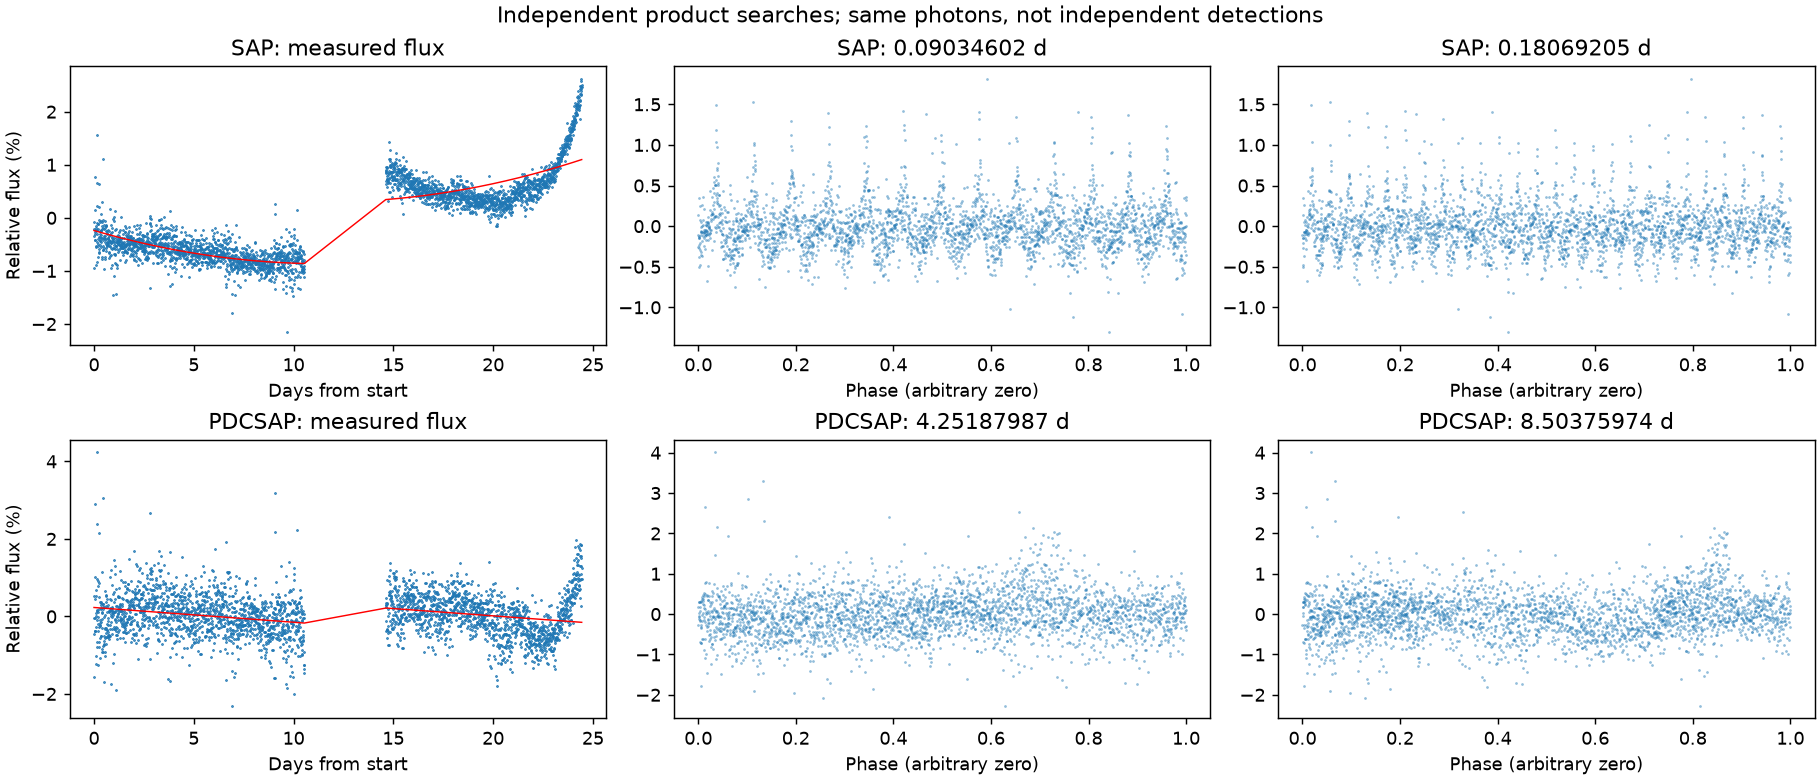 Independent product searches; same photons, not independent detections
SAP: measured flux
SAP: 0.09034602 d
SAP: 0.18069205 d
Relative flux (%)
2
1
0
−1
−2
1.5
1.0
0.5
0.0
−0.5
−1.0
1.5
1.0
0.5
0.0
−0.5
−1.0
0 5 10 15 20 25
0.0 0.2 0.4 0.6 0.8 1.0
0.0 0.2 0.4 0.6 0.8 1.0
Days from start
Phase (arbitrary zero)
Phase (arbitrary zero)
PDCSAP: measured flux
PDCSAP: 4.25187987 d
PDCSAP: 8.50375974 d
Relative flux (%)
4
2
0
−2
4
3
2
1
0
−1
−2
4
3
2
1
0
−1
−2
0 5 10 15 20 25
0.0 0.2 0.4 0.6 0.8 1.0
0.0 0.2 0.4 0.6 0.8 1.0
Days from start
Phase (arbitrary zero)
Phase (arbitrary zero)